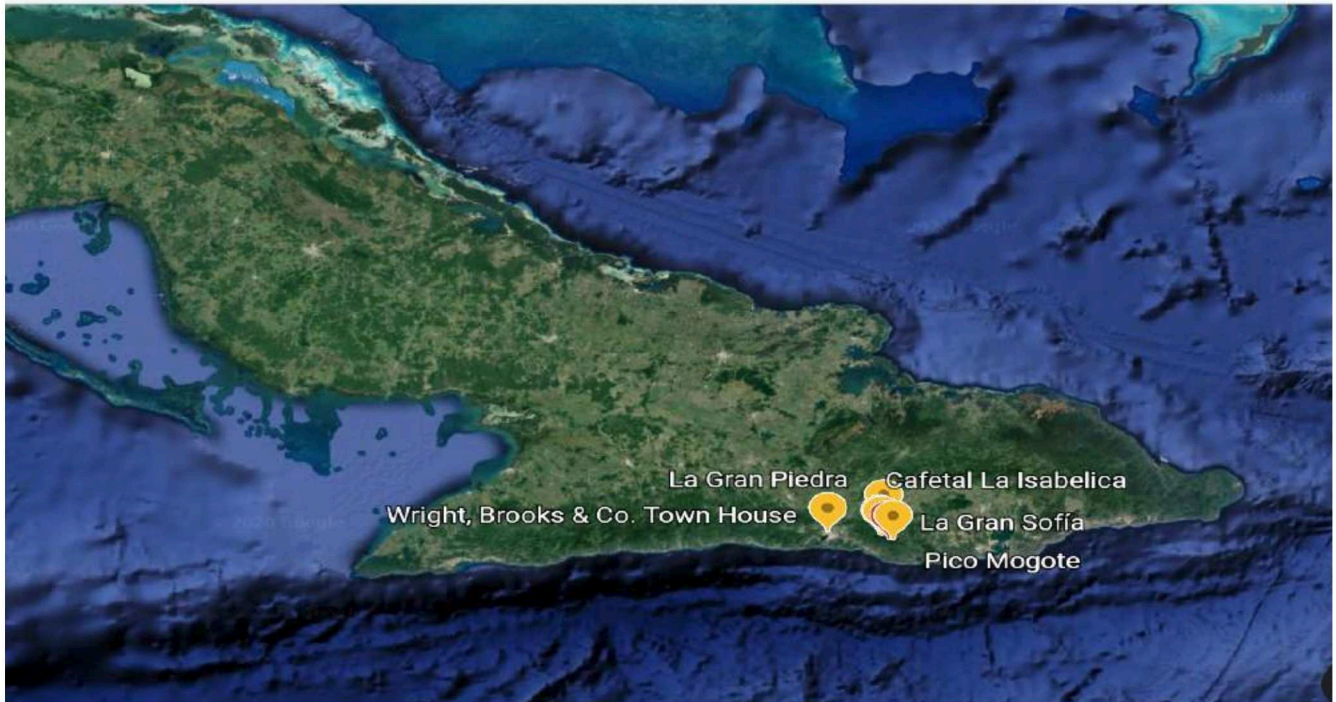 La Gran Piedra
Cafetal La Isabelica
Wright, Brooks & Co. Town House
La Gran Sofía
Pico Mogote